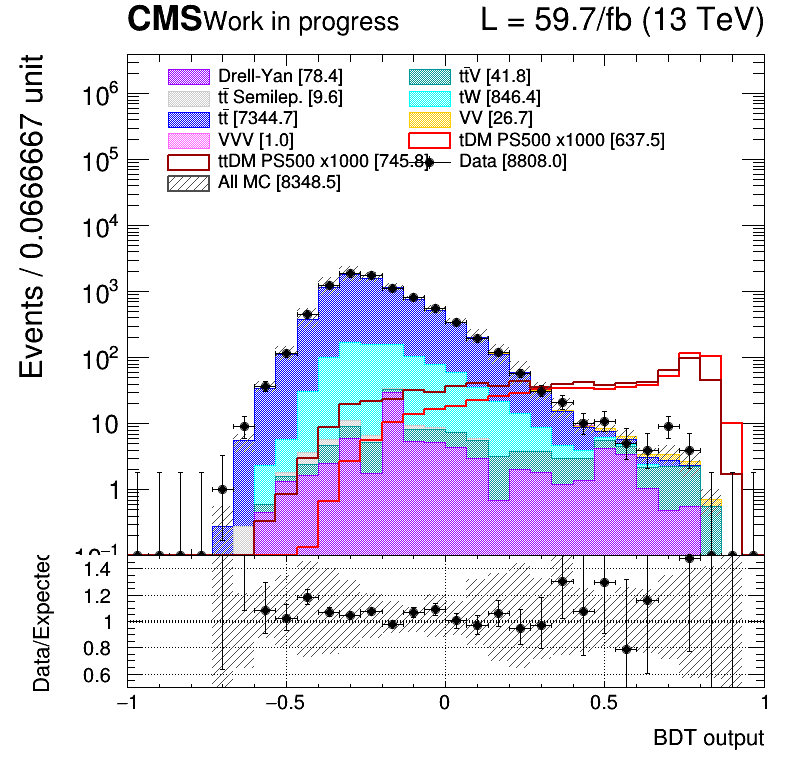 CMS Work in progress L = 59.7/fb (13 TeV)
Events / 0.0666667 unit
Drell-Yan [78.4] tt̄V [41.8]
tt̄ Semilep. [9.6] tW [846.4]
tt̄ [7344.7] VV [26.7]
VVV [1.0] tDM PS500 x1000 [637.5]
ttDM PS500 x1000 [745.8] Data [8808.0]
All MC [8348.5]
10⁶
10⁵
10⁴
10³
10²
10
1
10⁻¹
Data/Expected
1.4
1.2
1
0.8
0.6
−1 −0.5 0 0.5 1
BDT output